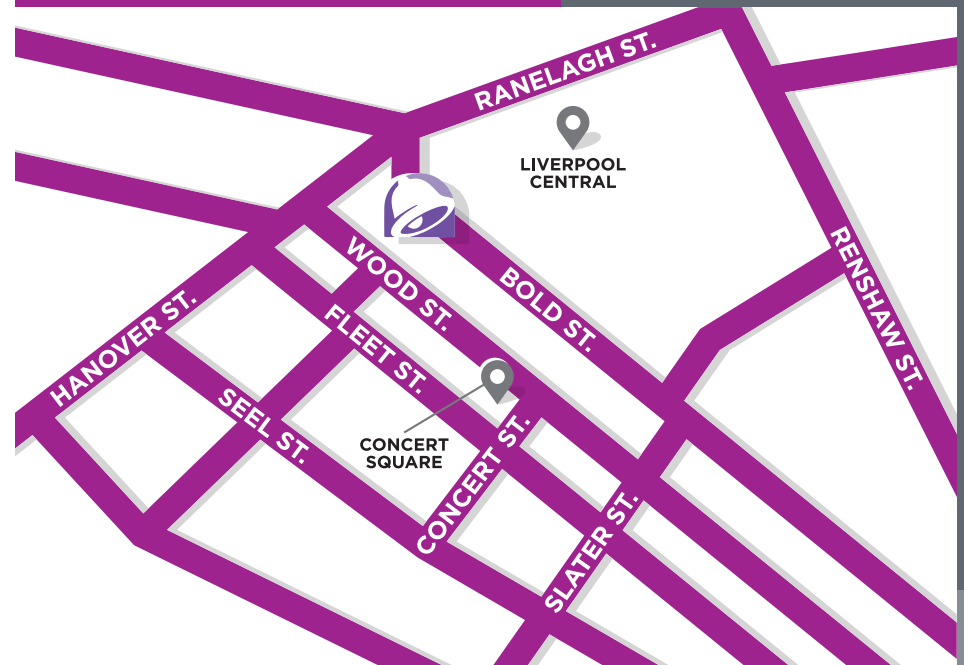 RANELAGH ST.
LIVERPOOL
CENTRAL
RENSHAW ST.
WOOD ST.
BOLD ST.
HANOVER ST.
FLEET ST.
SEEL ST.
CONCERT
SQUARE
CONCERT ST.
SLATER ST.